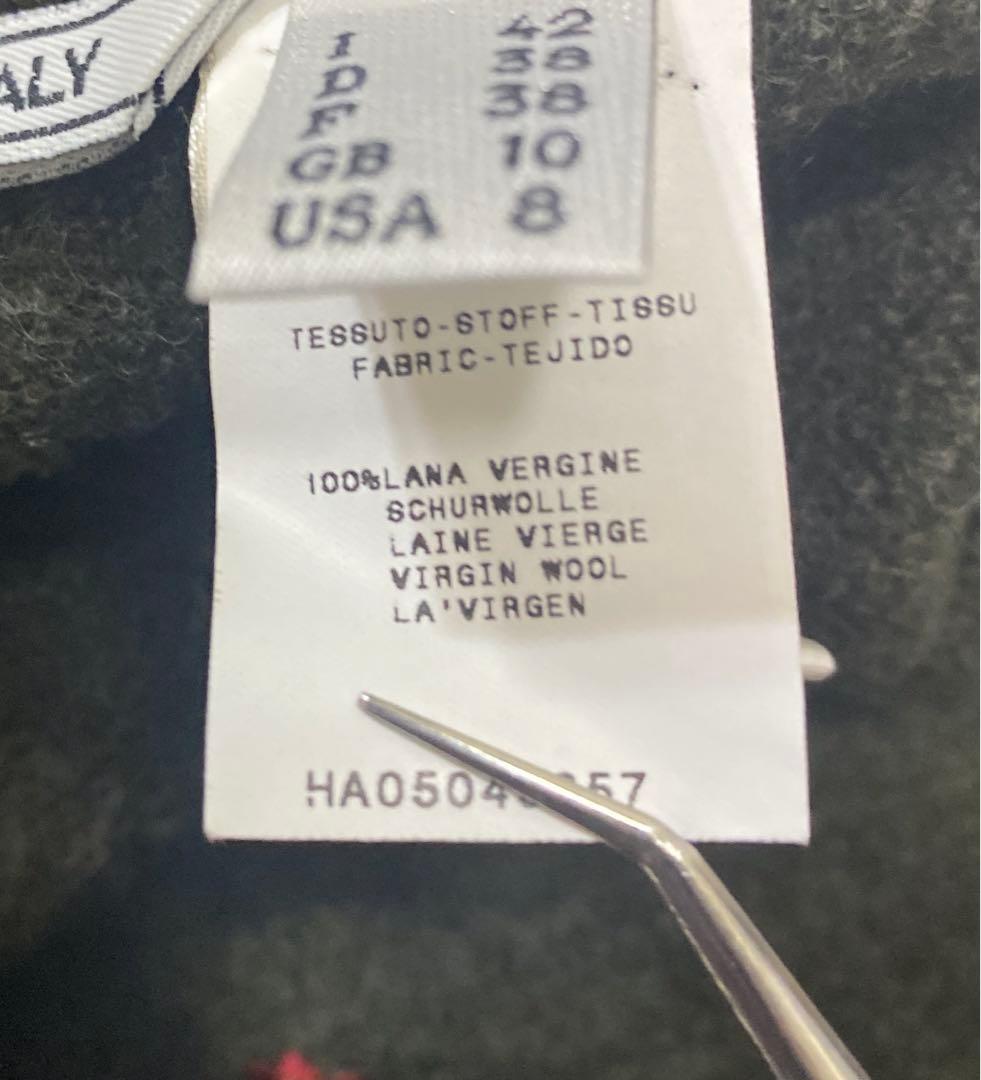 ALY
I 42
D 38
F 38
GB 10
USA 8
TESSUTO-STOFF-TISSU
FABRIC-TEJIDO
100%LANA VERGINE
SCHURWOLLE
LAINE VIERGE
VIRGIN WOOL
LA'VIRGEN